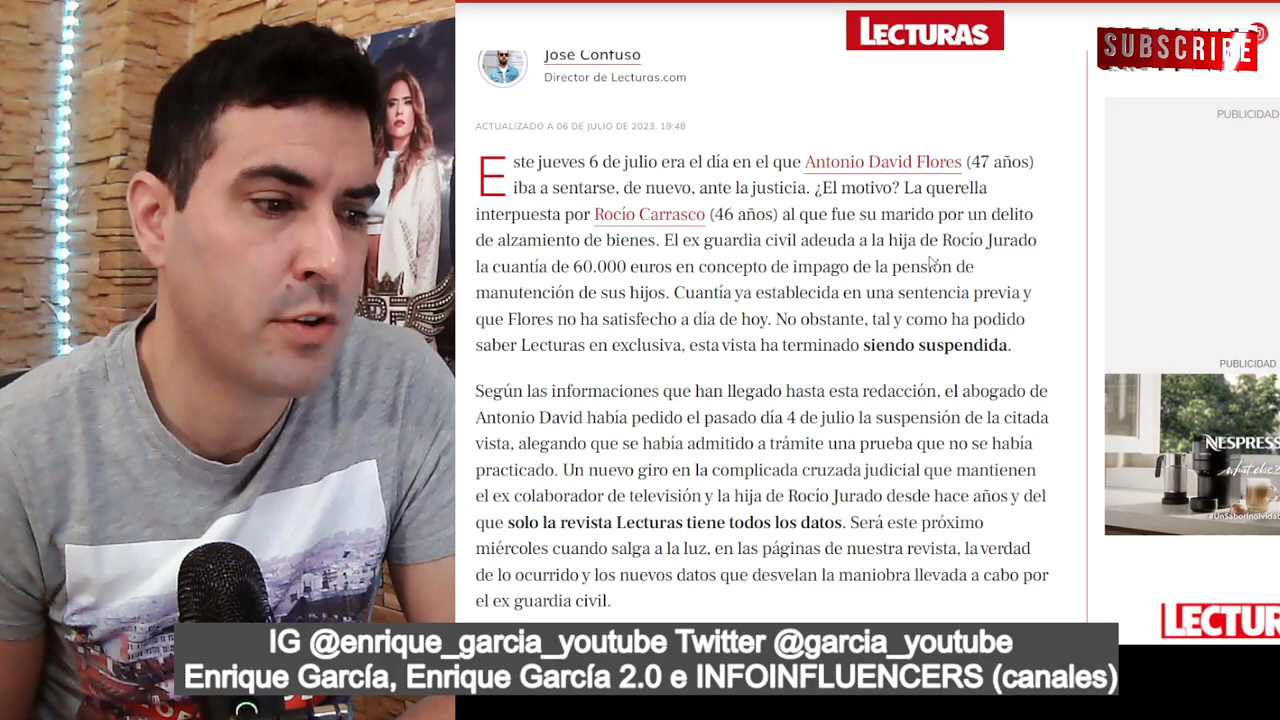 LECTURAS
SUBSCRIBE
José Confuso
Director de Lecturas.com
PUBLICIDAD
ACTUALIZADO A 06 DE JULIO DE 2023, 19:48
Este jueves 6 de julio era el día en el que Antonio David Flores (47 años)
iba a sentarse, de nuevo, ante la justicia. ¿El motivo? La querella
interpuesta por Rocío Carrasco (46 años) al que fue su marido por un delito
de alzamiento de bienes. El ex guardia civil adeuda a la hija de Rocío Jurado
la cuantía de 60.000 euros en concepto de impago de la pensión de
manutención de sus hijos. Cuantía ya establecida en una sentencia previa y
que Flores no ha satisfecho a día de hoy. No obstante, tal y como ha podido
saber Lecturas en exclusiva, esta vista ha terminado siendo suspendida.
PUBLICIDAD
Según las informaciones que han llegado hasta esta redacción, el abogado de
Antonio David había pedido el pasado día 4 de julio la suspensión de la citada
vista, alegando que se había admitido a trámite una prueba que no se había
practicado. Un nuevo giro en la complicada cruzada judicial que mantienen
el ex colaborador de televisión y la hija de Rocío Jurado desde hace años y del
que solo la revista Lecturas tiene todos los datos. Será este próximo
miércoles cuando salga a la luz, en las páginas de nuestra revista, la verdad
de lo ocurrido y los nuevos datos que desvelan la maniobra llevada a cabo por
el ex guardia civil.
NESPRESS
what else?
#UnSaborInolvidab
LECTUR
IG @enrique_garcia_youtube Twitter @garcia_youtube
Enrique García, Enrique García 2.0 e INFOINFLUENCERS (canales)